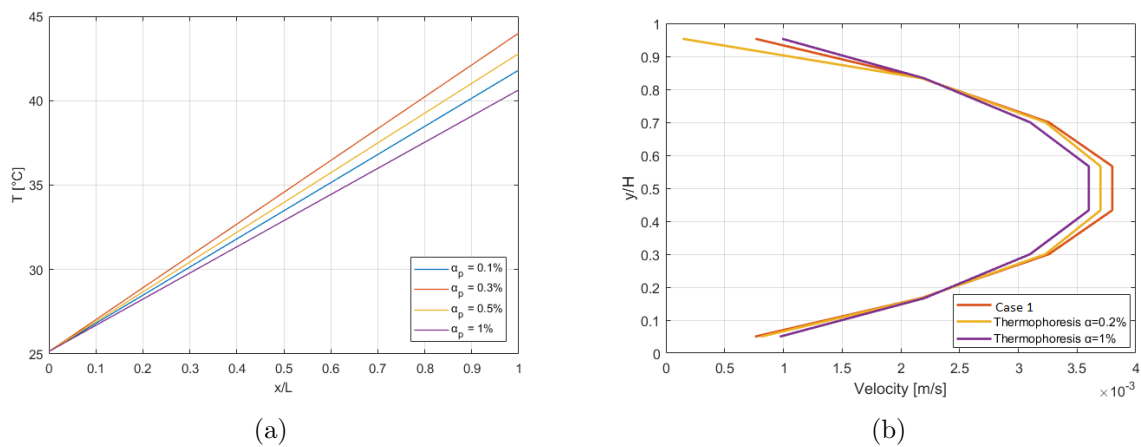 45
40
35
30
25
T [°C]
0 0.1 0.2 0.3 0.4 0.5 0.6 0.7 0.8 0.9 1
x/L
α_p = 0.1%
α_p = 0.3%
α_p = 0.5%
α_p = 1%
(a)
1
0.9
0.8
0.7
0.6
0.5
0.4
0.3
0.2
0.1
0
y/H
0 0.5 1 1.5 2 2.5 3 3.5 4
Velocity [m/s]
×10⁻³
Case 1
Thermophoresis α=0.2%
Thermophoresis α=1%
(b)